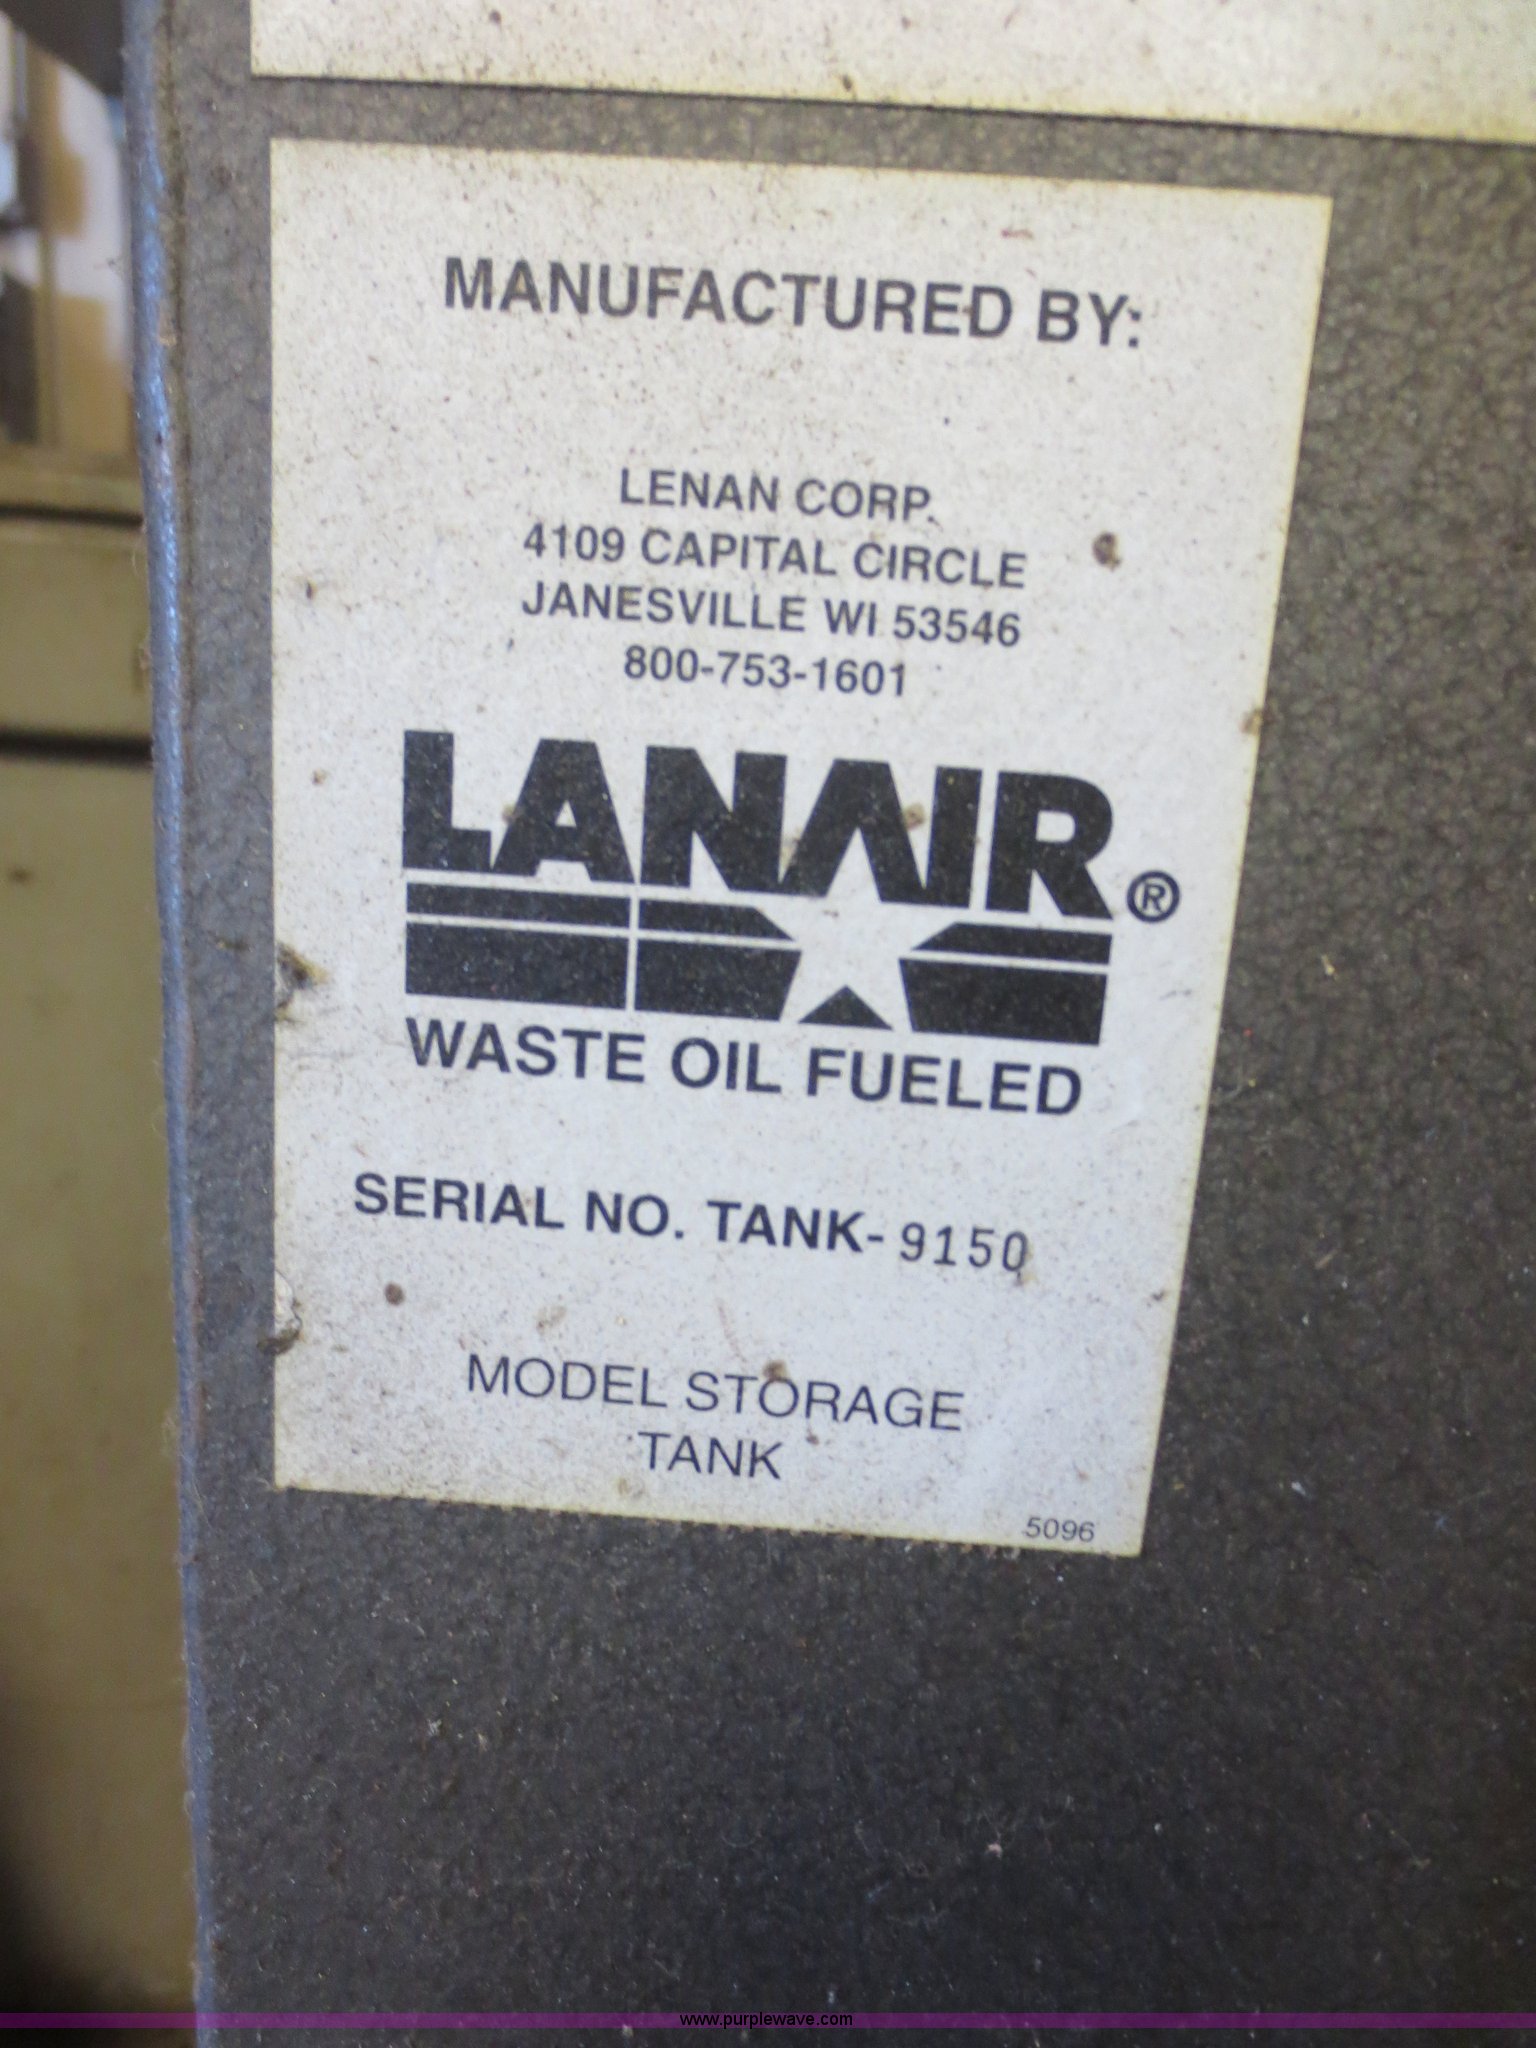 MANUFACTURED BY:
LENAN CORP.
4109 CAPITAL CIRCLE
JANESVILLE WI 53546
800-753-1601
LANAIR®
WASTE OIL FUELED
SERIAL NO. TANK- 9150
MODEL STORAGE
TANK
5096
www.purplewave.com